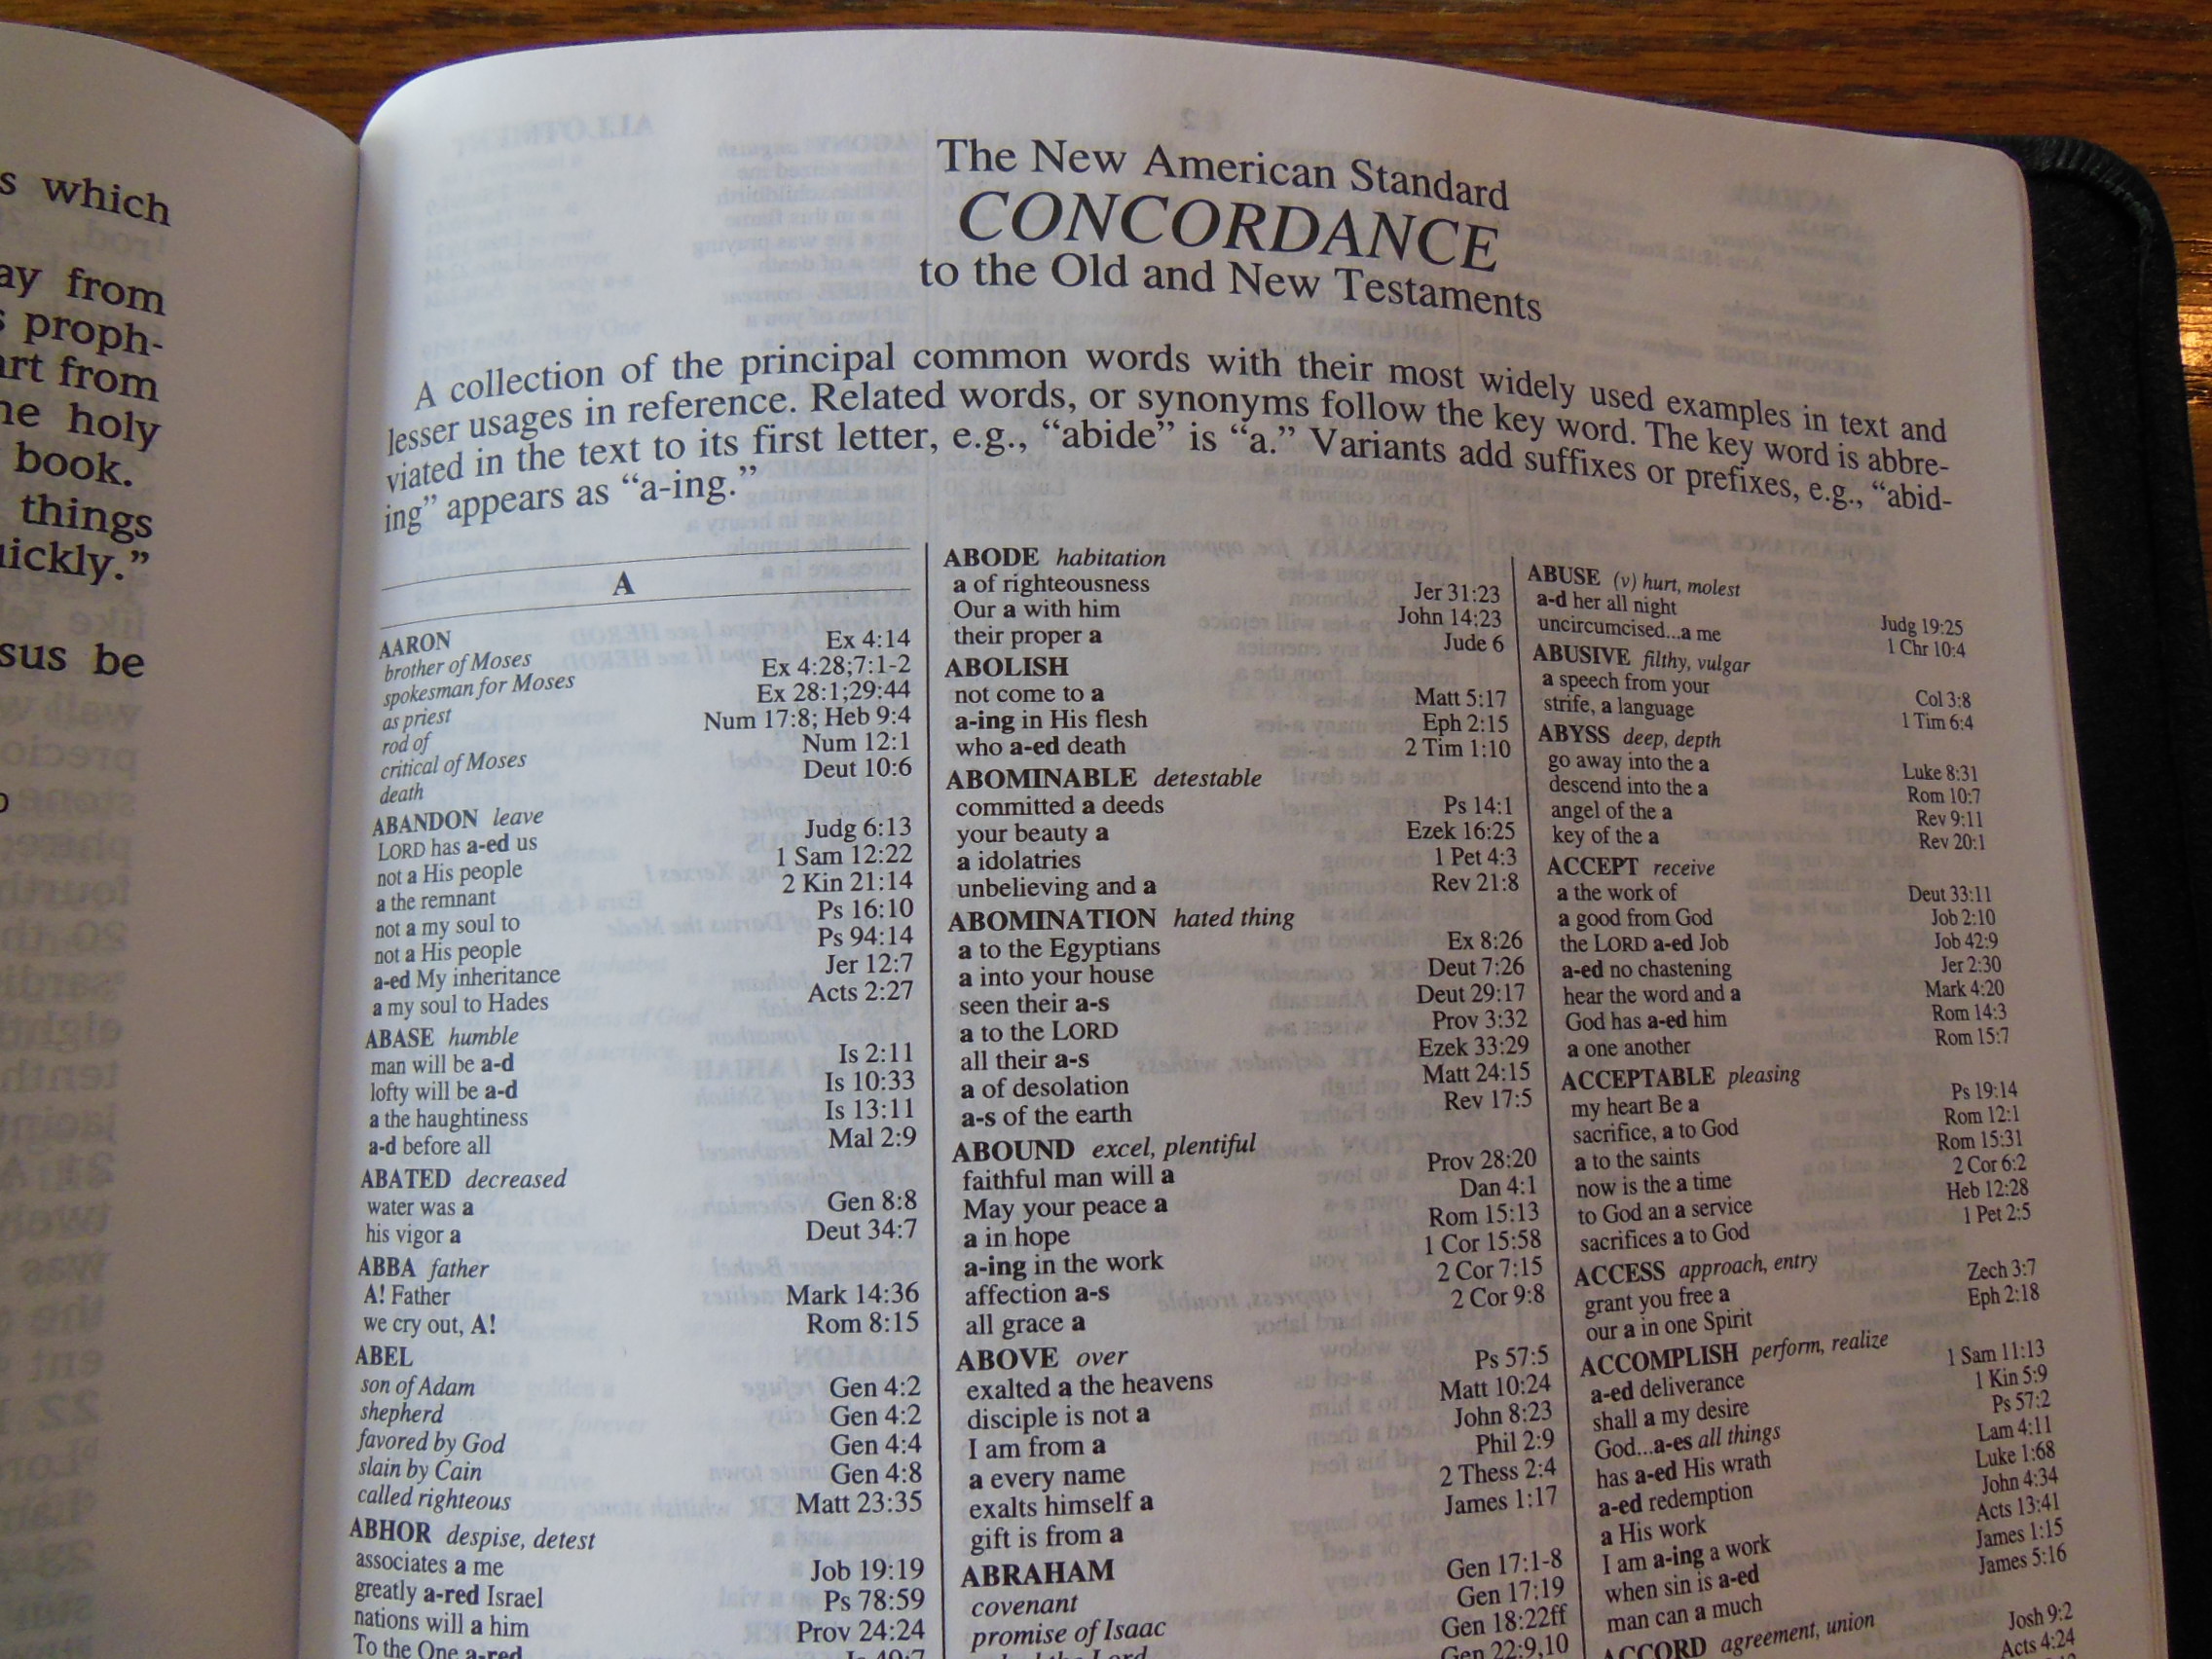 s which
ay from
s proph-
art from
he holy
book.
things
uickly."
sus be
The New American Standard
CONCORDANCE
to the Old and New Testaments
A collection of the principal common words with their most widely used examples in text and
lesser usages in reference. Related words, or synonyms follow the key word. The key word is abbre-
viated in the text to its first letter, e.g., "abide" is "a." Variants add suffixes or prefixes, e.g., "abid-
ing" appears as "a-ing."
A
AARON
brother of Moses Ex 4:14
spokesman for Moses Ex 4:28;7:1-2
as priest Ex 28:1;29:44
rod of Num 17:8; Heb 9:4
critical of Moses Num 12:1
death Deut 10:6
ABANDON leave
LORD has a-ed us Judg 6:13
not a His people 1 Sam 12:22
a the remnant 2 Kin 21:14
not a my soul to Ps 16:10
not a His people Ps 94:14
a-ed My inheritance Jer 12:7
a my soul to Hades Acts 2:27
ABASE humble
man will be a-d Is 2:11
lofty will be a-d Is 10:33
a the haughtiness Is 13:11
a-d before all Mal 2:9
ABATED decreased
water was a Gen 8:8
his vigor a Deut 34:7
ABBA father
A! Father Mark 14:36
we cry out, A! Rom 8:15
ABEL
son of Adam Gen 4:2
shepherd Gen 4:2
favored by God Gen 4:4
slain by Cain Gen 4:8
called righteous Matt 23:35
ABHOR despise, detest
associates a me Job 19:19
greatly a-red Israel Ps 78:59
nations will a him Prov 24:24
To the One a-red Is 49:7
ABODE habitation
a of righteousness Jer 31:23
Our a with him John 14:23
their proper a Jude 6
ABOLISH
not come to a Matt 5:17
a-ing in His flesh Eph 2:15
who a-ed death 2 Tim 1:10
ABOMINABLE detestable
committed a deeds Ps 14:1
your beauty a Ezek 16:25
a idolatries 1 Pet 4:3
unbelieving and a Rev 21:8
ABOMINATION hated thing
a to the Egyptians Ex 8:26
a into your house Deut 7:26
seen their a-s Deut 29:17
a to the LORD Prov 3:32
all their a-s Ezek 33:29
a of desolation Matt 24:15
a-s of the earth Rev 17:5
ABOUND excel, plentiful
faithful man will a Prov 28:20
May your peace a Dan 4:1
a in hope Rom 15:13
a-ing in the work 1 Cor 15:58
affection a-s 2 Cor 7:15
all grace a 2 Cor 9:8
ABOVE over
exalted a the heavens Ps 57:5
disciple is not a Matt 10:24
I am from a John 8:23
a every name Phil 2:9
exalts himself a 2 Thess 2:4
gift is from a James 1:17
ABRAHAM
covenant Gen 17:1-8
promise of Isaac Gen 17:19
the Lord Gen 18:22ff
Gen 22:9,10
ABUSE (v) hurt, molest
a-d her all night Judg 19:25
uncircumcised...a me 1 Chr 10:4
ABUSIVE filthy, vulgar
a speech from your Col 3:8
strife, a language 1 Tim 6:4
ABYSS deep, depth
go away into the a Luke 8:31
descend into the a Rom 10:7
angel of the a Rev 9:11
key of the a Rev 20:1
ACCEPT receive
a the work of Deut 33:11
a good from God Job 2:10
the LORD a-ed Job Job 42:9
a-ed no chastening Jer 2:30
hear the word and a Mark 4:20
God has a-ed him Rom 14:3
a one another Rom 15:7
ACCEPTABLE pleasing
my heart Be a Ps 19:14
sacrifice, a to God Rom 12:1
a to the saints Rom 15:31
now is the a time 2 Cor 6:2
to God an a service Heb 12:28
sacrifices a to God 1 Pet 2:5
ACCESS approach, entry
grant you free a Zech 3:7
our a in one Spirit Eph 2:18
ACCOMPLISH perform, realize
a-ed deliverance 1 Sam 11:13
shall a my desire 1 Kin 5:9
God...a-es all things Ps 57:2
has a-ed His wrath Lam 4:11
a-ed redemption Luke 1:68
a His work John 4:34
I am a-ing a work Acts 13:41
when sin is a-ed James 1:15
man can a much James 5:16
ACCORD agreement, union
Josh 9:2
Acts 4:24